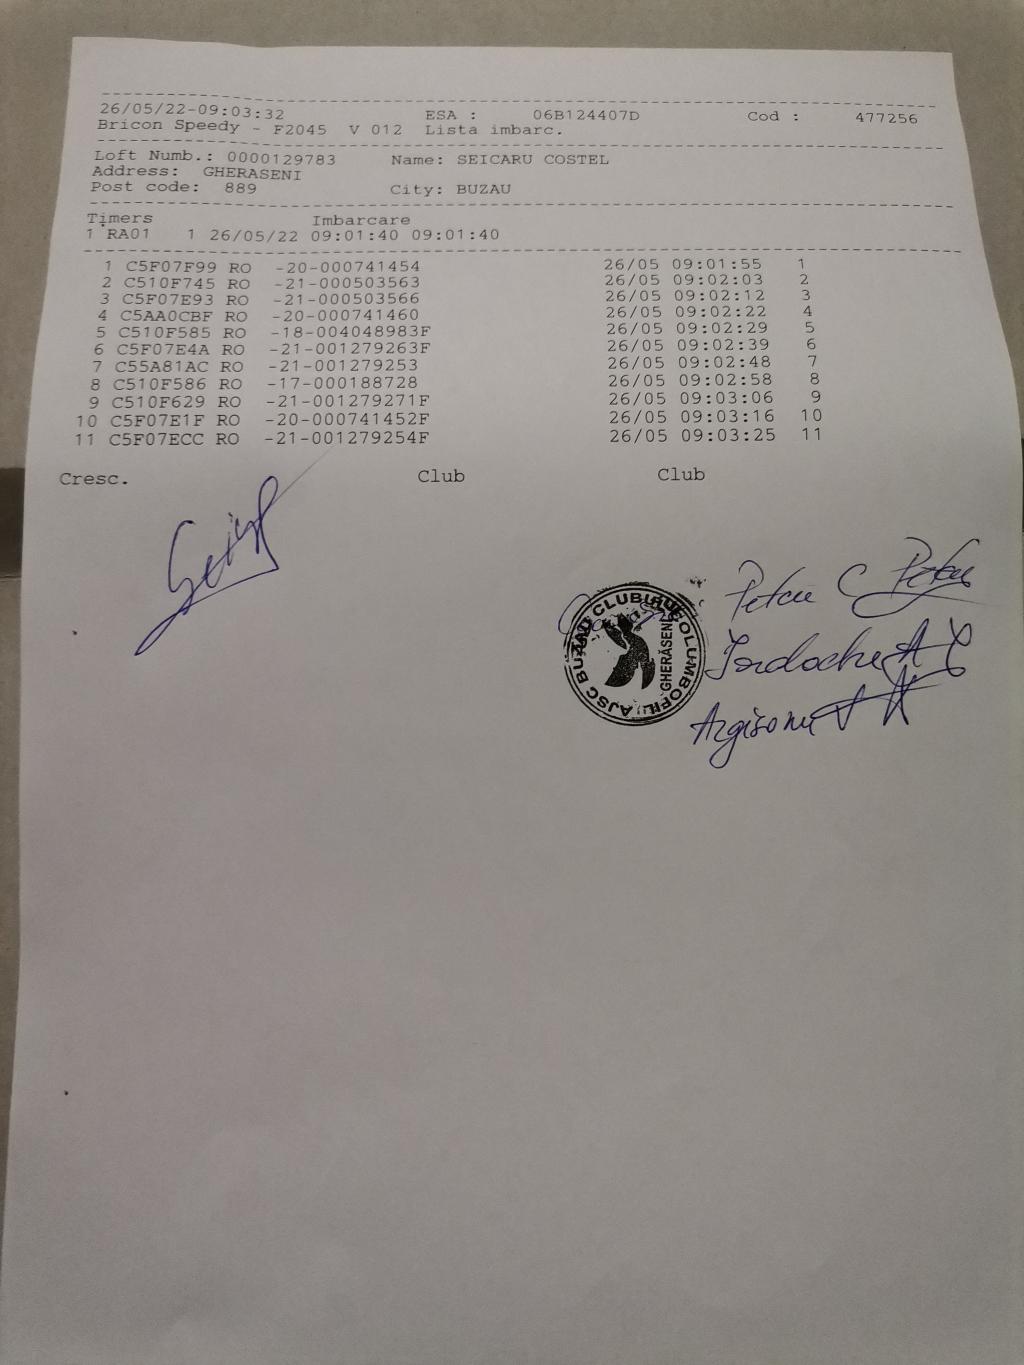 26/05/22-09:03:32 ESA : 06B124407D Cod : 477256
Bricon Speedy - F2045 V 012 Lista imbarc.
Loft Numb.: 0000129783 Name: SEICARU COSTEL
Address: GHERASENI
Post code: 889 City: BUZAU
Timers Imbarcare
1 RA01 1 26/05/22 09:01:40 09:01:40
1 C5F07F99 RO -20-000741454 26/05 09:01:55 1
2 C510F745 RO -21-000503563 26/05 09:02:03 2
3 C5F07E93 RO -21-000503566 26/05 09:02:12 3
4 C5AA0CBF RO -20-000741460 26/05 09:02:22 4
5 C510F585 RO -18-004048983F 26/05 09:02:29 5
6 C5F07E4A RO -21-001279263F 26/05 09:02:39 6
7 C55A81AC RO -21-001279253 26/05 09:02:48 7
8 C510F586 RO -17-000188728 26/05 09:02:58 8
9 C510F629 RO -21-001279271F 26/05 09:03:06 9
10 C5F07E1F RO -20-000741452F 26/05 09:03:16 10
11 C5F07ECC RO -21-001279254F 26/05 09:03:25 11
Cresc. Club Club
Petcu C Petcu
AJSC BUZAU CLUBUL COLUMBOFIL
GHERASENI